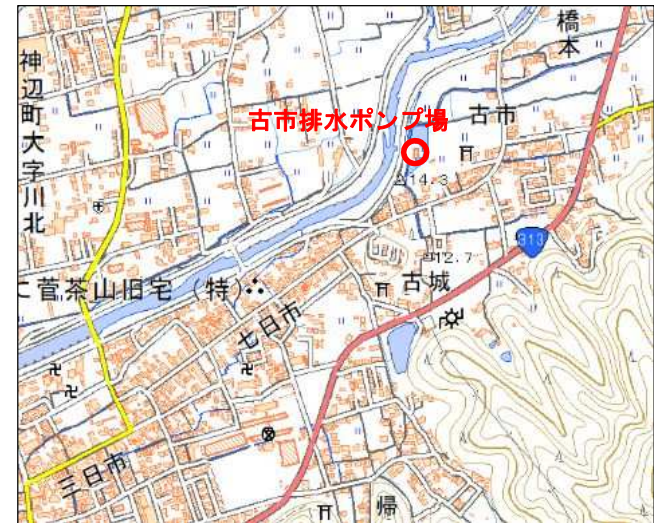 橋本
神辺町大字川北
古市排水ポンプ場
古市
14.3
313
12.7
古城
菅茶山旧宅(特)
七日市
三日市
帰